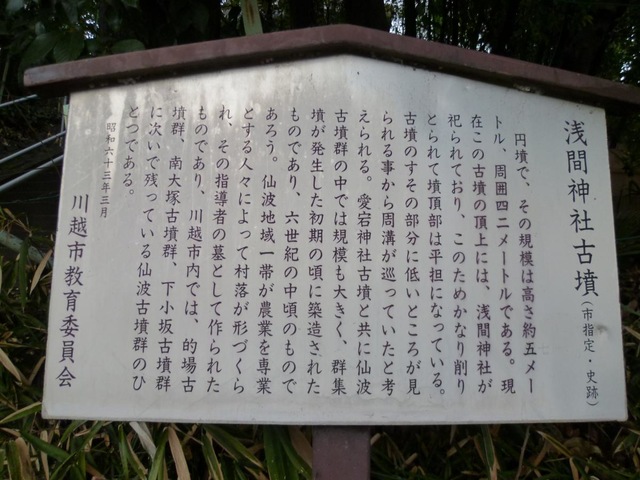 浅間神社古墳(市指定・史跡)
円墳で、その規模は高さ約五メー
トル、周囲四二メートルである。現
在この古墳の頂上には、浅間神社が
祀られており、このためかなり削り
とられて墳頂部は平担になっている。
古墳のすその部分に低いところが見
られる事から周溝が巡っていたと考
えられる。愛宕神社古墳と共に仙波
古墳群の中では規模も大きく、群集
墳が発生した初期の頃に築造された
ものであり、六世紀の中頃のもので
あろう。仙波地域一帯が農業を専業
とする人々によって村落が形づくら
れ、その指導者の墓として作られた
ものであり、川越市内では、的場古
墳群、南大塚古墳群、下小坂古墳群
に次いで残っている仙波古墳群のひ
とつである。
昭和六十三年三月
川越市教育委員会